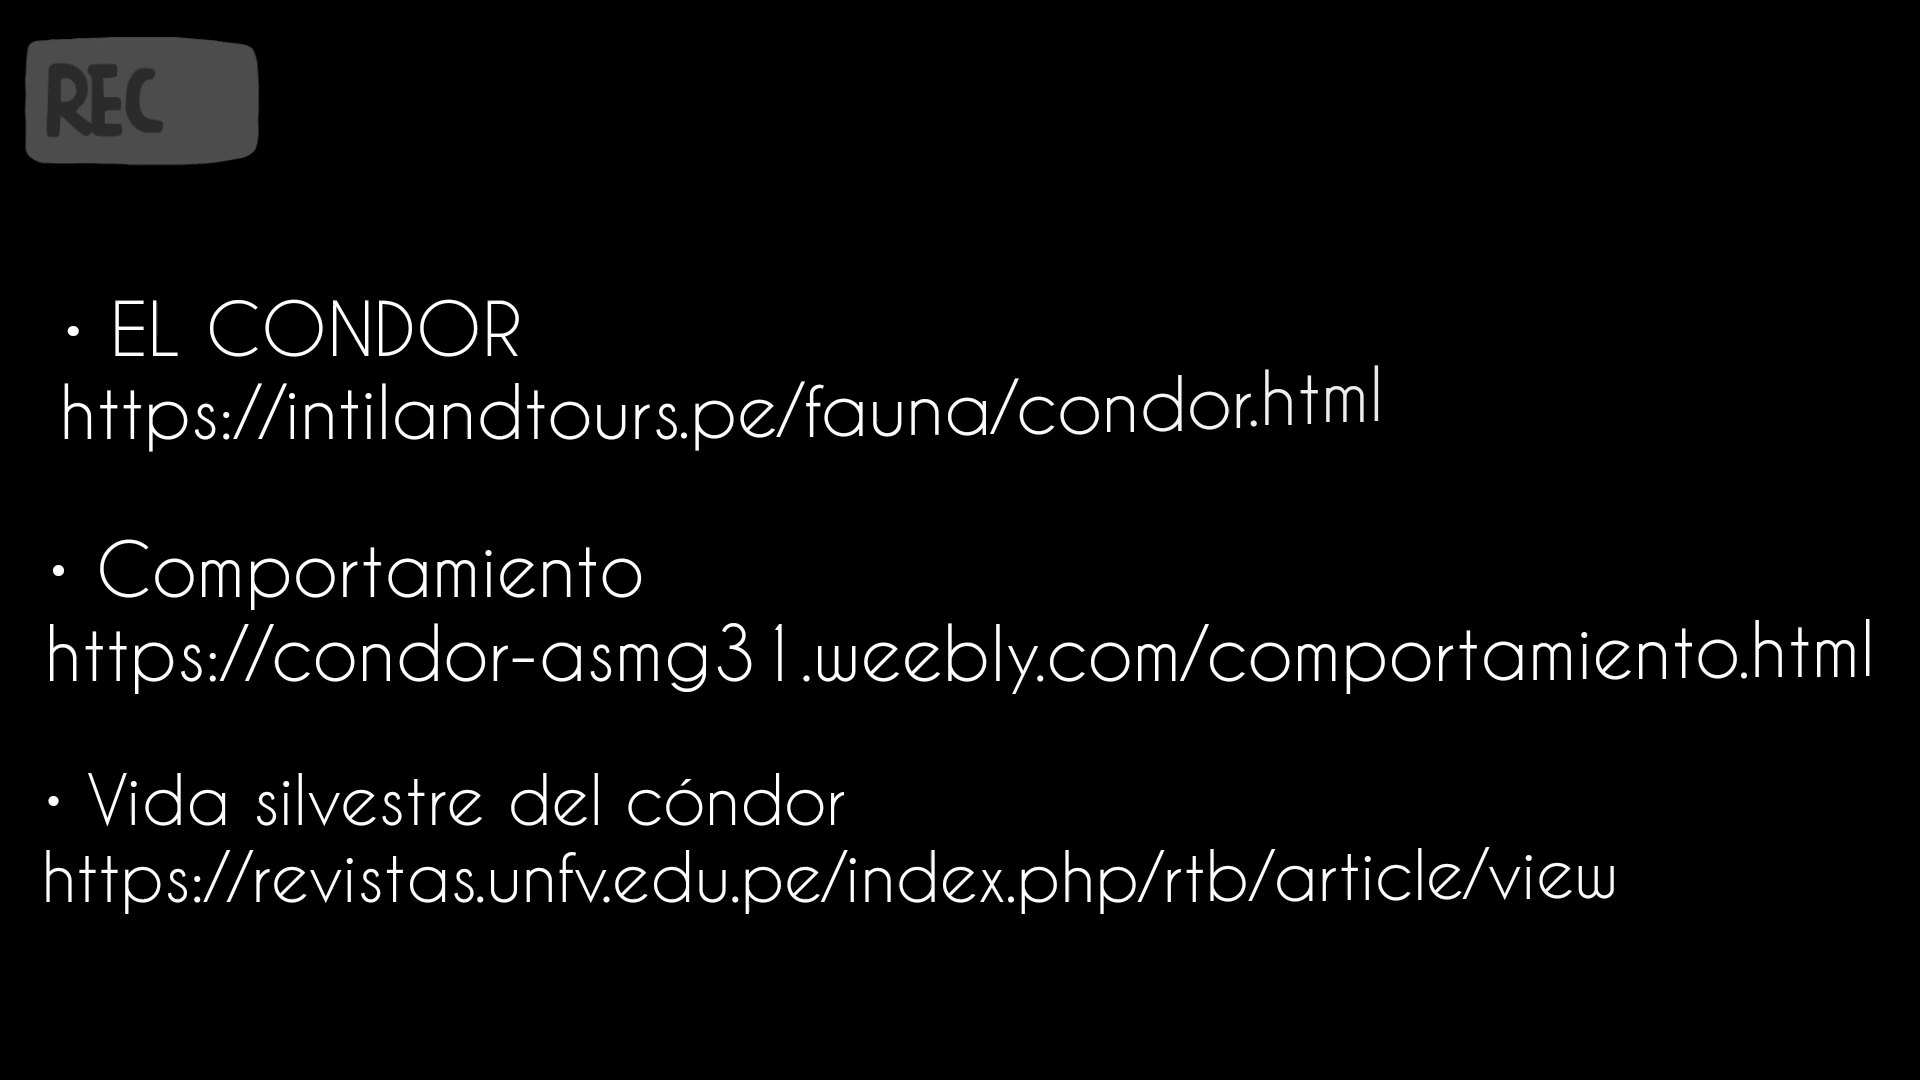 REC
• EL CONDOR
https://intilandtours.pe/fauna/condor.html
• Comportamiento
https://condor-asmg31.weebly.com/comportamiento.html
• Vida silvestre del cóndor
https://revistas.unfv.edu.pe/index.php/rtb/article/view